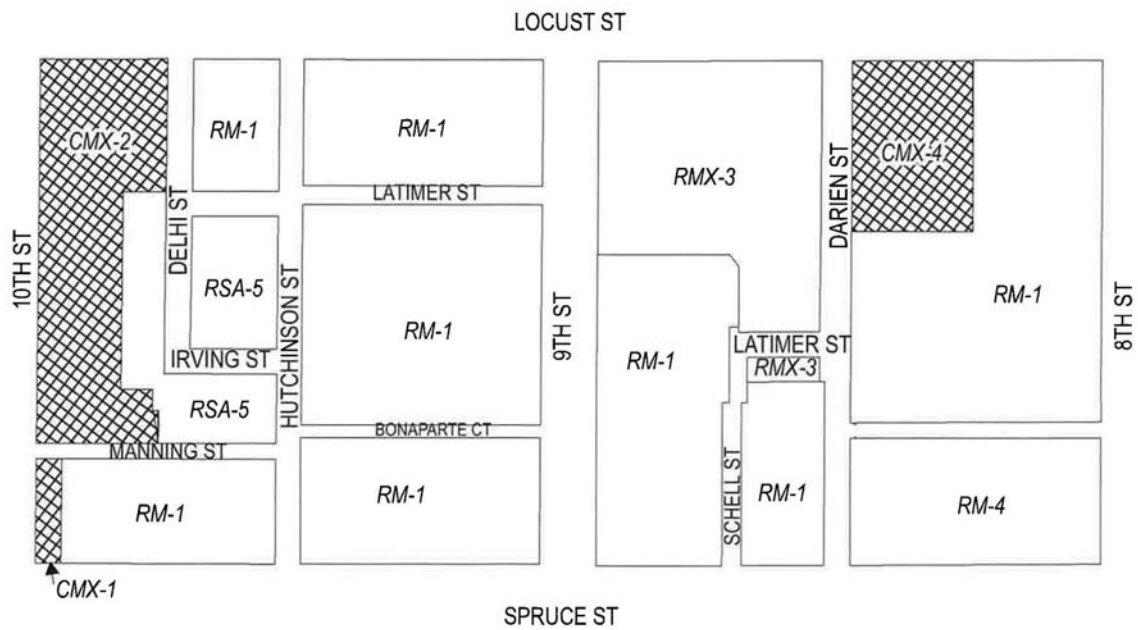 LOCUST ST
CMX-2
RM-1
RM-1
RMX-3
CMX-4
LATIMER ST
DELHI ST
DARIEN ST
10TH ST
RSA-5
HUTCHINSON ST
RM-1
9TH ST
RM-1
RM-1
8TH ST
IRVING ST
LATIMER ST
RMX-3
RSA-5
BONAPARTE CT
MANNING ST
RM-1
RM-1
SCHELL ST
RM-1
RM-4
CMX-1
SPRUCE ST